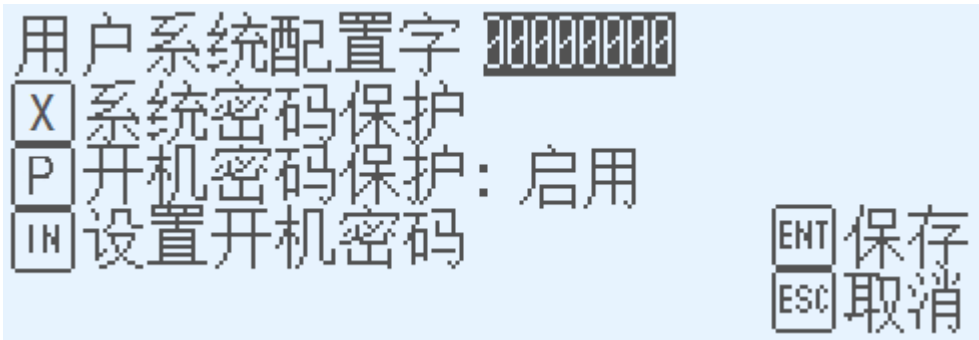 用户系统配置字 00000000
X 系统密码保护
P 开机密码保护: 启用
IN 设置开机密码
ENT 保存
ESC 取消